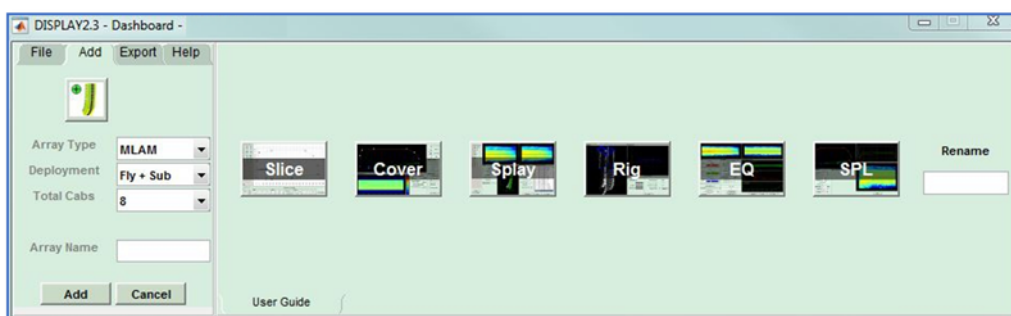 DISPLAY2.3 - Dashboard -
File Add Export Help
Array Type MLAM
Deployment Fly + Sub
Total Cabs 8
Array Name
Add Cancel
Slice Cover Splay Rig EQ SPL
Rename
User Guide